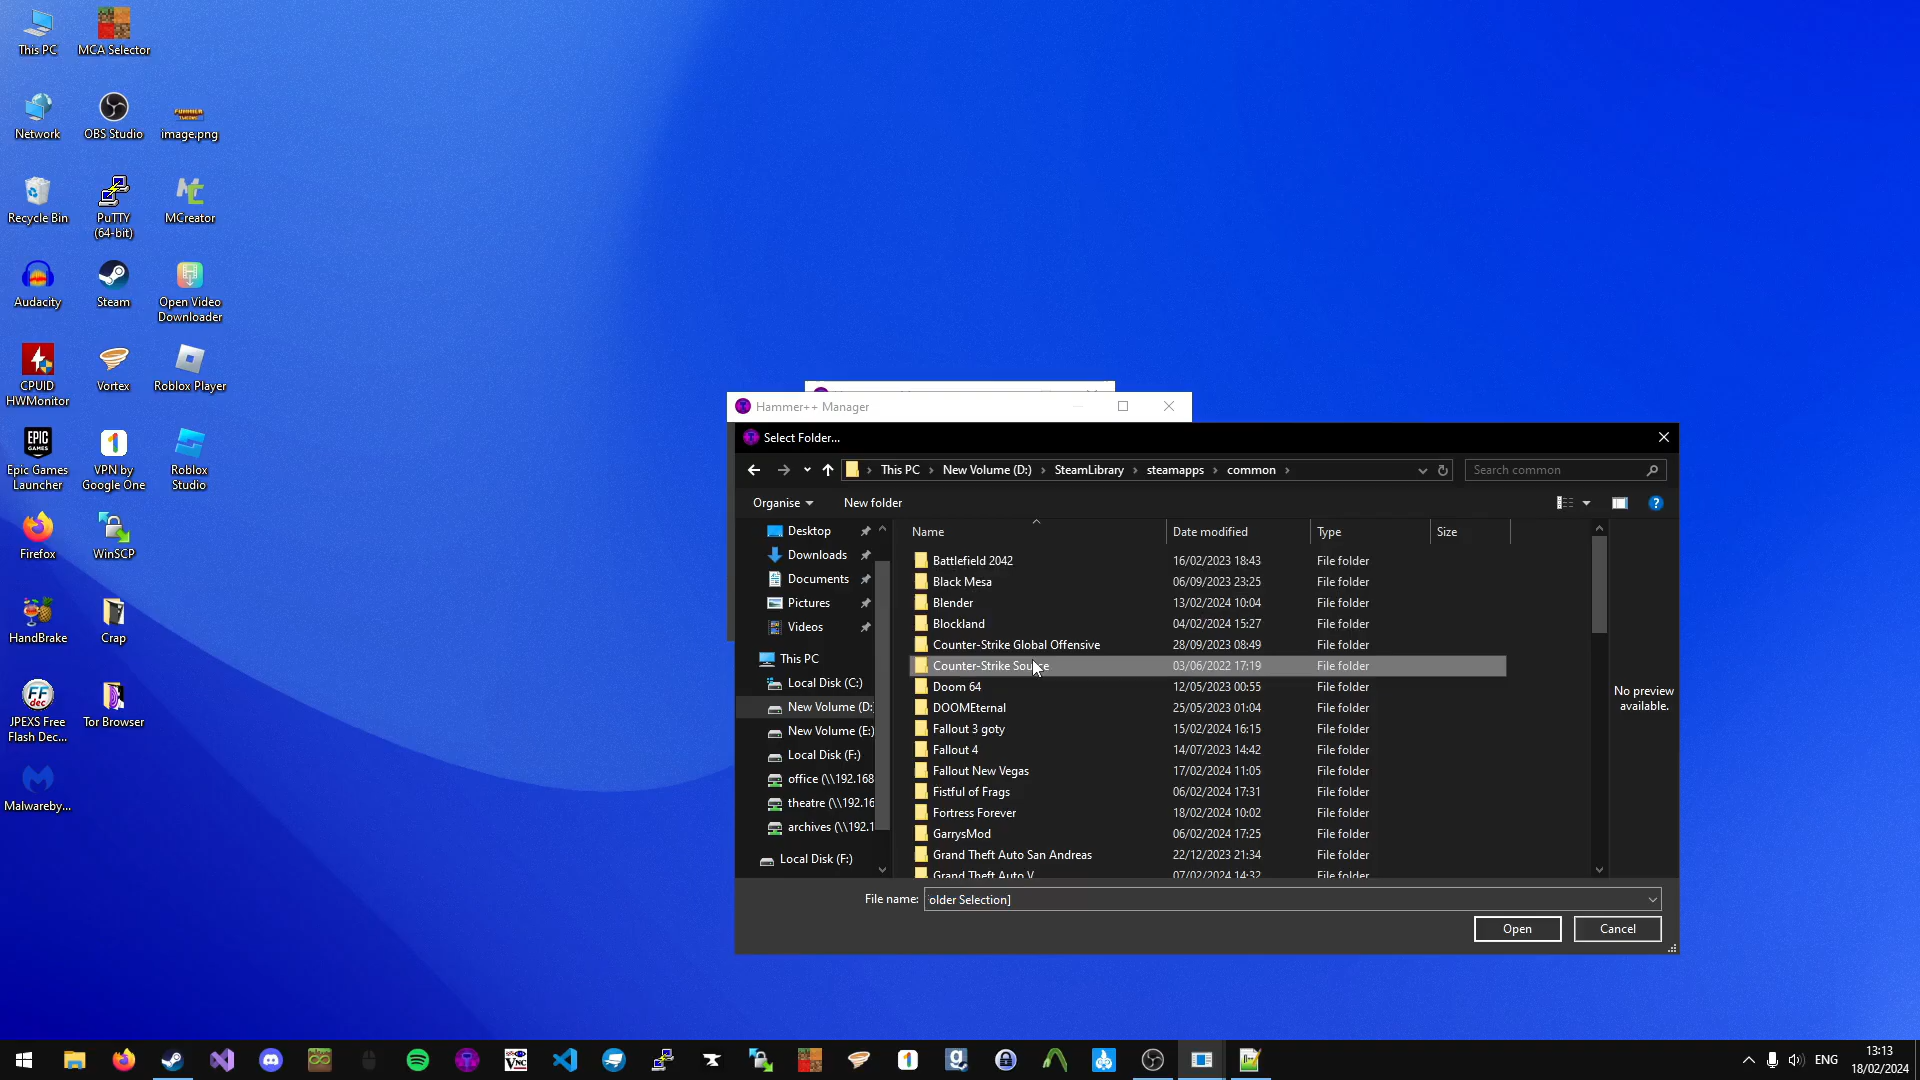 This PC
MCA Selector
Network
OBS Studio
image.png
Recycle Bin
PuTTY
(64-bit)
MCreator
Audacity
Steam
Open Video
Downloader
CPUID
HWMonitor
Vortex
Roblox Player
Epic Games
Launcher
VPN by
Google One
Roblox
Studio
Firefox
WinSCP
HandBrake
Crap
JPEXS Free
Flash Dec...
Tor Browser
Malwareby...
Hammer++ Manager
Select Folder...
This PC
New Volume (D:)
SteamLibrary
steamapps
common
Search common
Organise
New folder
Desktop
Downloads
Documents
Pictures
Videos
This PC
Local Disk (C:)
New Volume (D:
New Volume (E:)
Local Disk (F:)
office (\\192.168
theatre (\\192.16
archives (\\192.1
Local Disk (F:)
Name Date modified Type Size
Battlefield 2042 16/02/2023 18:43 File folder
Black Mesa 06/09/2023 23:25 File folder
Blender 13/02/2024 10:04 File folder
Blockland 04/02/2024 15:27 File folder
Counter-Strike Global Offensive 28/09/2023 08:49 File folder
Counter-Strike Source 03/06/2022 17:19 File folder
Doom 64 12/05/2023 00:55 File folder
DOOMEternal 25/05/2023 01:04 File folder
Fallout 3 goty 15/02/2024 16:15 File folder
Fallout 4 14/07/2023 14:42 File folder
Fallout New Vegas 17/02/2024 11:05 File folder
Fistful of Frags 06/02/2024 17:31 File folder
Fortress Forever 18/02/2024 10:02 File folder
GarrysMod 06/02/2024 17:25 File folder
Grand Theft Auto San Andreas 22/12/2023 21:34 File folder
Grand Theft Auto V 07/02/2024 14:32 File folder
No preview
available.
File name:
older Selection]
Open
Cancel
ENG
13:13
18/02/2024